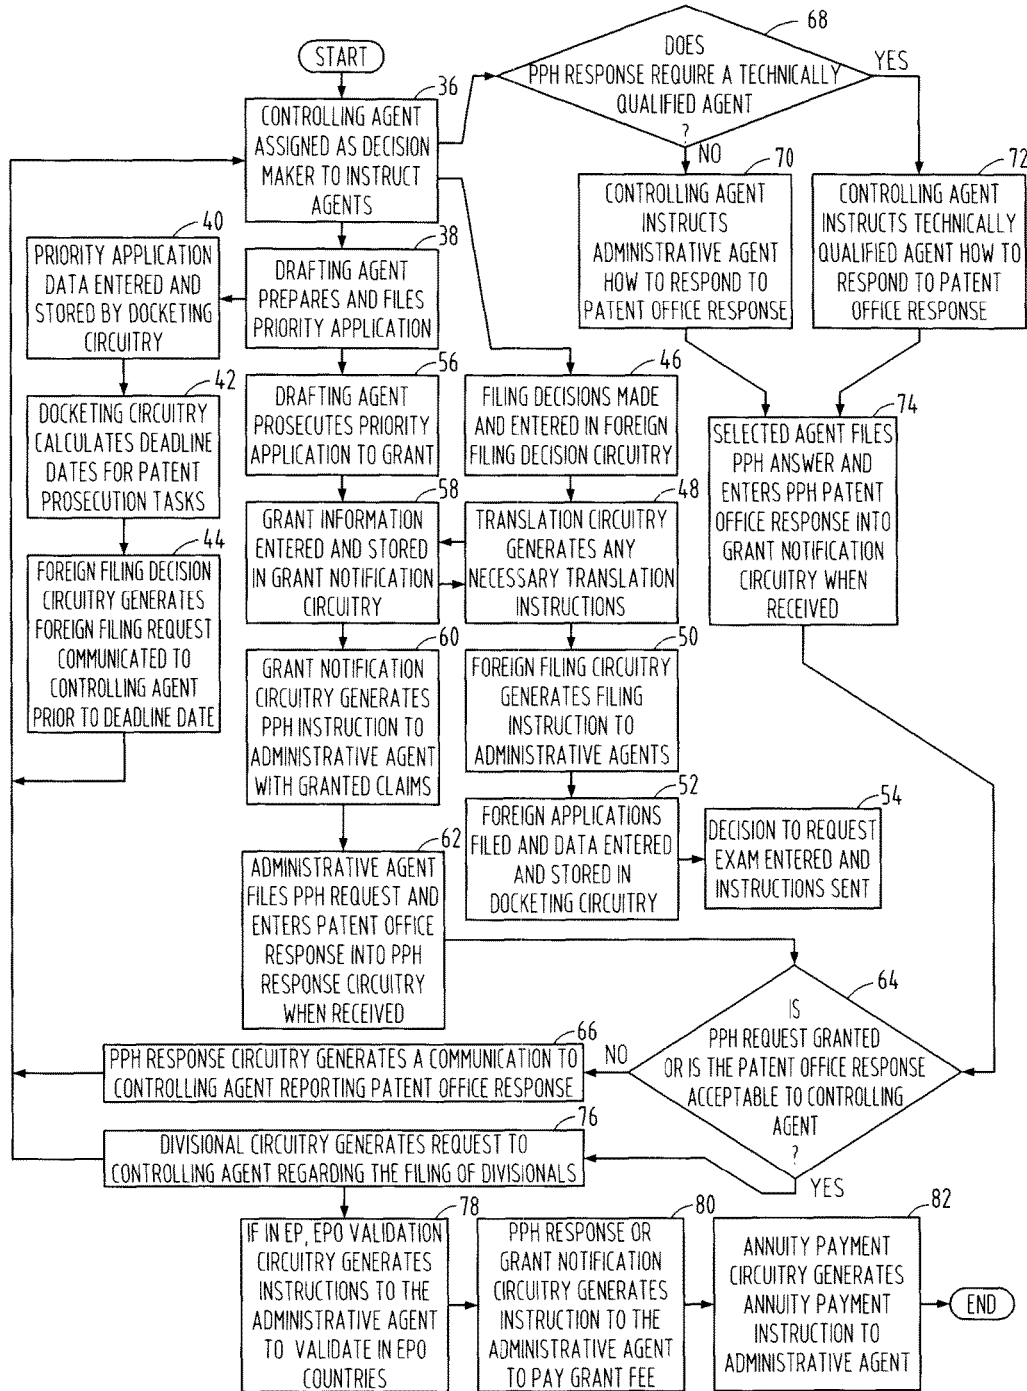 START
36
CONTROLLING AGENT
ASSIGNED AS DECISION
MAKER TO INSTRUCT
AGENTS
68
DOES
PPH RESPONSE REQUIRE A TECHNICALLY
QUALIFIED AGENT
?
YES
NO
70
CONTROLLING AGENT
INSTRUCTS
ADMINISTRATIVE AGENT
HOW TO RESPOND TO
PATENT OFFICE RESPONSE
72
CONTROLLING AGENT
INSTRUCTS TECHNICALLY
QUALIFIED AGENT HOW TO
RESPOND TO PATENT
OFFICE RESPONSE
40
PRIORITY APPLICATION
DATA ENTERED AND
STORED BY DOCKETING
CIRCUITRY
38
DRAFTING AGENT
PREPARES AND FILES
PRIORITY APPLICATION
42
DOCKETING CIRCUITRY
CALCULATES DEADLINE
DATES FOR PATENT
PROSECUTION TASKS
56
DRAFTING AGENT
PROSECUTES PRIORITY
APPLICATION TO GRANT
46
FILING DECISIONS MADE
AND ENTERED IN FOREIGN
FILING DECISION CIRCUITRY
74
SELECTED AGENT FILES
PPH ANSWER AND
ENTERS PPH PATENT
OFFICE RESPONSE INTO
GRANT NOTIFICATION
CIRCUITRY WHEN
RECEIVED
44
FOREIGN FILING DECISION
CIRCUITRY GENERATES
FOREIGN FILING REQUEST
COMMUNICATED TO
CONTROLLING AGENT
PRIOR TO DEADLINE DATE
58
GRANT INFORMATION
ENTERED AND STORED
IN GRANT NOTIFICATION
CIRCUITRY
48
TRANSLATION CIRCUITRY
GENERATES ANY
NECESSARY TRANSLATION
INSTRUCTIONS
60
GRANT NOTIFICATION
CIRCUITRY GENERATES
PPH INSTRUCTION TO
ADMINISTRATIVE AGENT
WITH GRANTED CLAIMS
50
FOREIGN FILING CIRCUITRY
GENERATES FILING
INSTRUCTION TO
ADMINISTRATIVE AGENTS
52
FOREIGN APPLICATIONS
FILED AND DATA ENTERED
AND STORED IN
DOCKETING CIRCUITRY
54
DECISION TO REQUEST
EXAM ENTERED AND
INSTRUCTIONS SENT
62
ADMINISTRATIVE AGENT
FILES PPH REQUEST AND
ENTERS PATENT OFFICE
RESPONSE INTO PPH
RESPONSE CIRCUITRY
WHEN RECEIVED
64
IS
PPH REQUEST GRANTED
OR IS THE PATENT OFFICE RESPONSE
ACCEPTABLE TO CONTROLLING
AGENT
?
NO
YES
66
PPH RESPONSE CIRCUITRY GENERATES A COMMUNICATION TO
CONTROLLING AGENT REPORTING PATENT OFFICE RESPONSE
76
DIVISIONAL CIRCUITRY GENERATES REQUEST TO
CONTROLLING AGENT REGARDING THE FILING OF DIVISIONALS
78
IF IN EP, EPO VALIDATION
CIRCUITRY GENERATES
INSTRUCTIONS TO THE
ADMINISTRATIVE AGENT
TO VALIDATE IN EPO
COUNTRIES
80
PPH RESPONSE OR
GRANT NOTIFICATION
CIRCUITRY GENERATES
INSTRUCTION TO THE
ADMINISTRATIVE AGENT
TO PAY GRANT FEE
82
ANNUITY PAYMENT
CIRCUITRY GENERATES
ANNUITY PAYMENT
INSTRUCTION TO
ADMINISTRATIVE AGENT
END